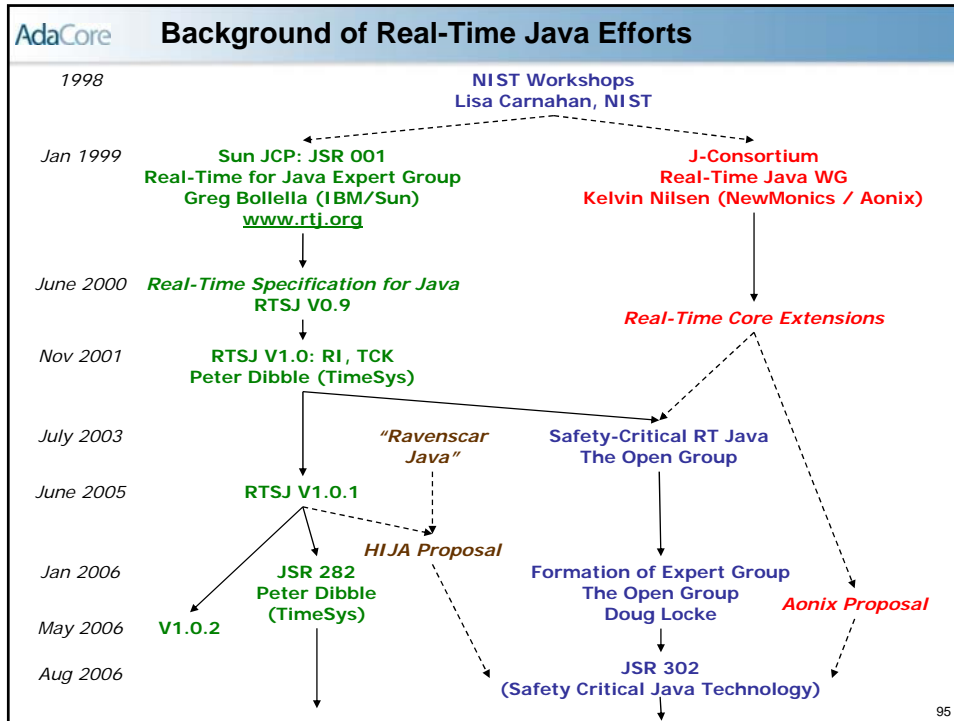 AdaCore
Background of Real-Time Java Efforts
1998
NIST Workshops
Lisa Carnahan, NIST
Jan 1999
Sun JCP: JSR 001
Real-Time for Java Expert Group
Greg Bollella (IBM/Sun)
www.rtj.org
J-Consortium
Real-Time Java WG
Kelvin Nilsen (NewMonics / Aonix)
June 2000
Real-Time Specification for Java
RTSJ V0.9
Real-Time Core Extensions
Nov 2001
RTSJ V1.0: RI, TCK
Peter Dibble (TimeSys)
July 2003
“Ravenscar
Java”
Safety-Critical RT Java
The Open Group
June 2005
RTSJ V1.0.1
HIJA Proposal
Jan 2006
JSR 282
Peter Dibble
(TimeSys)
Formation of Expert Group
The Open Group
Doug Locke
Aonix Proposal
May 2006
V1.0.2
Aug 2006
JSR 302
(Safety Critical Java Technology)
95